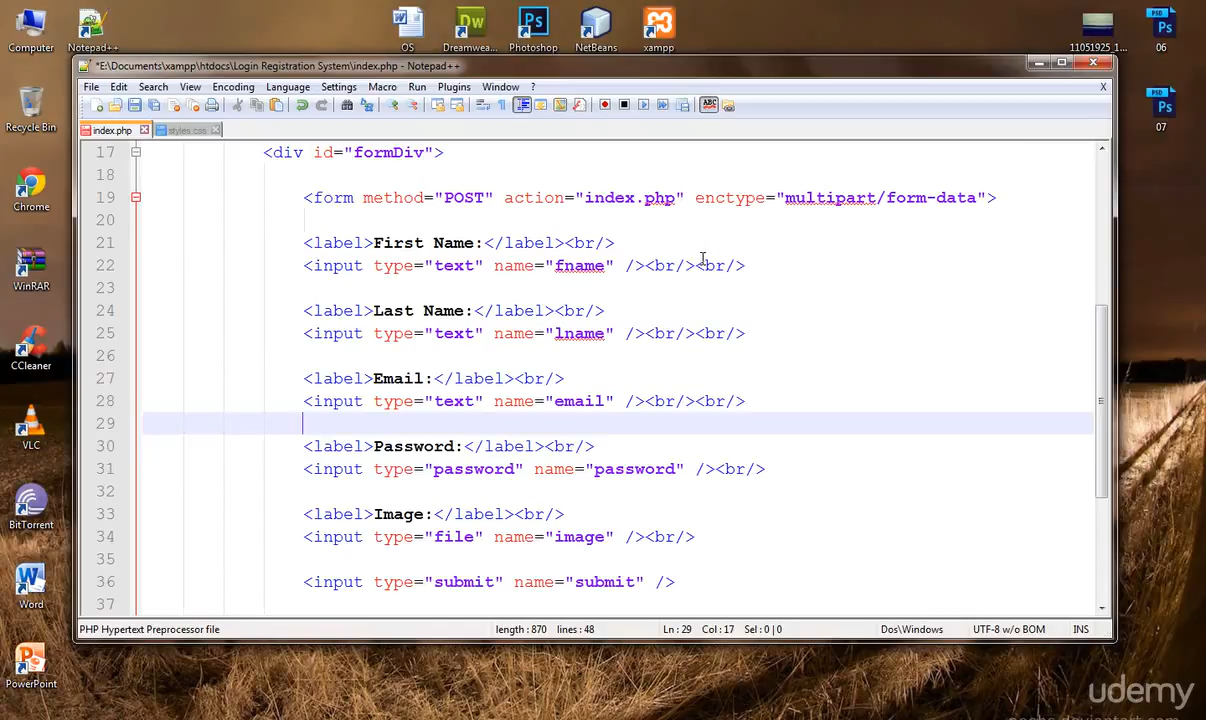 Computer
Notepad++
OS
Dreamwea...
Photoshop
NetBeans
xampp
11051925_1...
06
*E:\Documents\xampp\htdocs\Login Registration System\index.php - Notepad++
File Edit Search View Encoding Language Settings Macro Run Plugins Window ? X
index.php
styles.css
Recycle Bin
07
Chrome
WinRAR
CCleaner
VLC
BitTorrent
Word
PowerPoint
17 <div id="formDiv">
18
19 <form method="POST" action="index.php" enctype="multipart/form-data">
20
21 <label>First Name:</label><br/>
22 <input type="text" name="fname" /><br/><br/>
23
24 <label>Last Name:</label><br/>
25 <input type="text" name="lname" /><br/><br/>
26
27 <label>Email:</label><br/>
28 <input type="text" name="email" /><br/><br/>
29
30 <label>Password:</label><br/>
31 <input type="password" name="password" /><br/>
32
33 <label>Image:</label><br/>
34 <input type="file" name="image" /><br/>
35
36 <input type="submit" name="submit" />
37
PHP Hypertext Preprocessor file length : 870 lines : 48 Ln : 29 Col : 17 Sel : 0 | 0 Dos\Windows UTF-8 w/o BOM INS
udemy